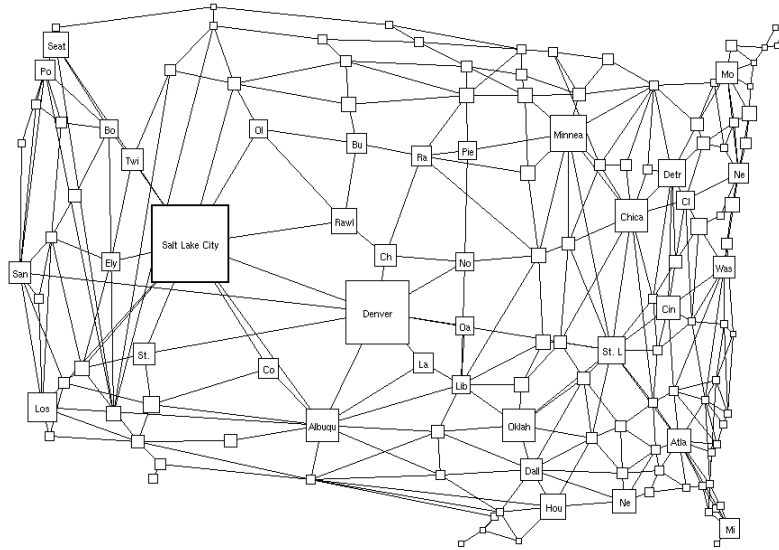 Seat
Po
Mo
Bo
Ol
Minnea
Bu
Pie
Ra
Twi
Detr
Ne
Cl
Chica
Rawl
Salt Lake City
Ch
Ely
No
San
Was
Denver
Cin
Oa
St. L
St.
La
Co
Lib
Los
Albuqu
Oklah
Atla
Dall
Ne
Hou
Mi